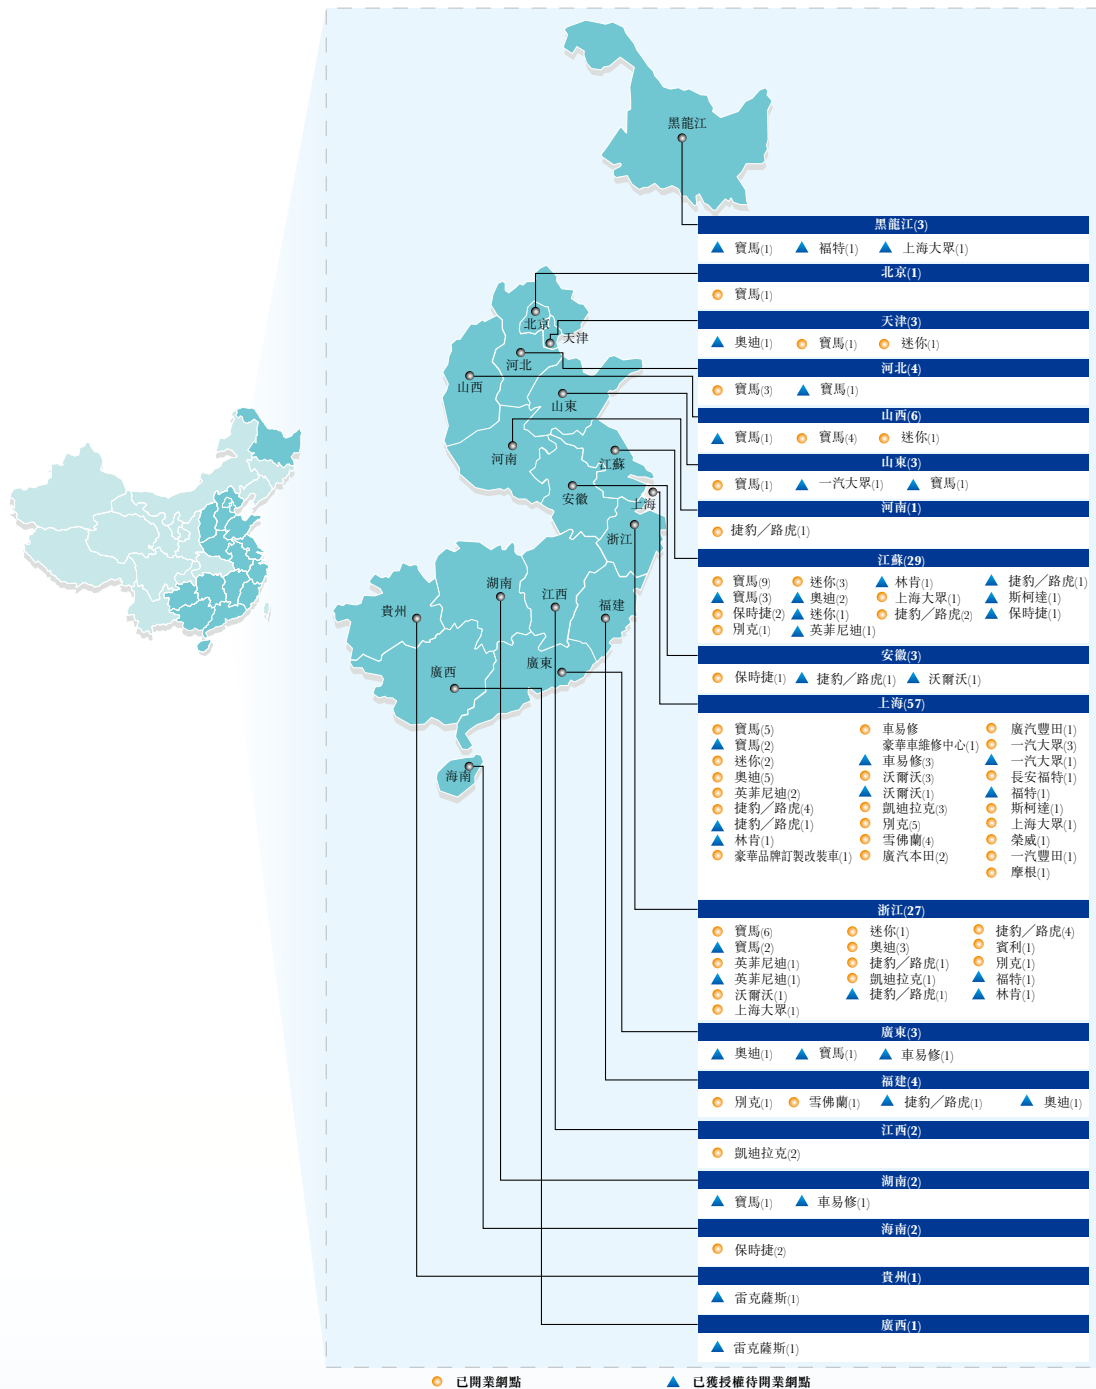 黑龍江
北京
天津
河北
山西
山東
河南
江蘇
安徽
上海
浙江
湖南
江西
貴州
福建
廣東
廣西
海南
黑龍江(3)
寶馬(1) 福特(1) 上海大眾(1)
北京(1)
寶馬(1)
天津(3)
奧迪(1) 寶馬(1) 迷你(1)
河北(4)
寶馬(3) 寶馬(1)
山西(6)
寶馬(1) 寶馬(4) 迷你(1)
山東(3)
寶馬(1) 一汽大眾(1) 寶馬(1)
河南(1)
捷豹／路虎(1)
江蘇(29)
寶馬(9) 迷你(3) 林肯(1) 捷豹／路虎(1)
寶馬(3) 奧迪(2) 上海大眾(1) 斯柯達(1)
保時捷(2) 迷你(1) 捷豹／路虎(2) 保時捷(1)
別克(1) 英菲尼迪(1)
安徽(3)
保時捷(1) 捷豹／路虎(1) 沃爾沃(1)
上海(57)
寶馬(5) 車易修 廣汽豐田(1)
寶馬(2) 豪華車維修中心(1) 一汽大眾(3)
迷你(2) 車易修(3) 一汽大眾(1)
奧迪(5) 沃爾沃(3) 長安福特(1)
英菲尼迪(2) 沃爾沃(1) 福特(1)
捷豹／路虎(4) 凱迪拉克(3) 斯柯達(1)
捷豹／路虎(1) 別克(5) 上海大眾(1)
林肯(1) 雪佛蘭(4) 榮威(1)
豪華品牌訂製改裝車(1) 廣汽本田(2) 一汽豐田(1)
摩根(1)
浙江(27)
寶馬(6) 迷你(1) 捷豹／路虎(4)
寶馬(2) 奧迪(3) 賓利(1)
英菲尼迪(1) 捷豹／路虎(1) 別克(1)
英菲尼迪(1) 凱迪拉克(1) 福特(1)
沃爾沃(1) 捷豹／路虎(1) 林肯(1)
上海大眾(1)
廣東(3)
奧迪(1) 寶馬(1) 車易修(1)
福建(4)
別克(1) 雪佛蘭(1) 捷豹／路虎(1) 奧迪(1)
江西(2)
凱迪拉克(2)
湖南(2)
寶馬(1) 車易修(1)
海南(2)
保時捷(2)
貴州(1)
雷克薩斯(1)
廣西(1)
雷克薩斯(1)
已開業網點 已獲授權待開業網點